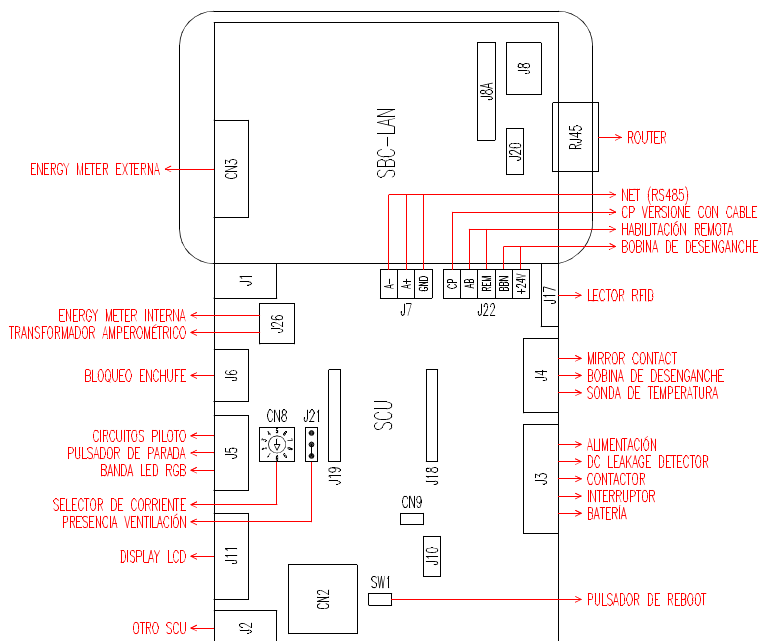 J8
J8A
SBC-LAN
RJ45
ROUTER
J20
ENERGY METER EXTERNA
CN3
NET (RS485)
CP VERSIONE CON CABLE
HABILITACIÓN REMOTA
BOBINA DE DESENGANCHE
J1
A-
A+
GND
CP
AB
REM
BBN
+24V
J17
LECTOR RFID
J7
J22
ENERGY METER INTERNA
TRANSFORMADOR AMPEROMÉTRICO
J26
MIRROR CONTACT
BOBINA DE DESENGANCHE
SONDA DE TEMPERATURA
J4
BLOQUEO ENCHUFE
J6
CN8
J21
SCU
CIRCUITOS PILOTO
PULSADOR DE PARADA
BANDA LED RGB
J5
J19
J18
J3
ALIMENTACIÓN
DC LEAKAGE DETECTOR
CONTACTOR
INTERRUPTOR
BATERÍA
SELECTOR DE CORRIENTE
PRESENCIA VENTILACIÓN
CN9
DISPLAY LCD
J11
J10
CN2
SW1
PULSADOR DE REBOOT
OTRO SCU
J2